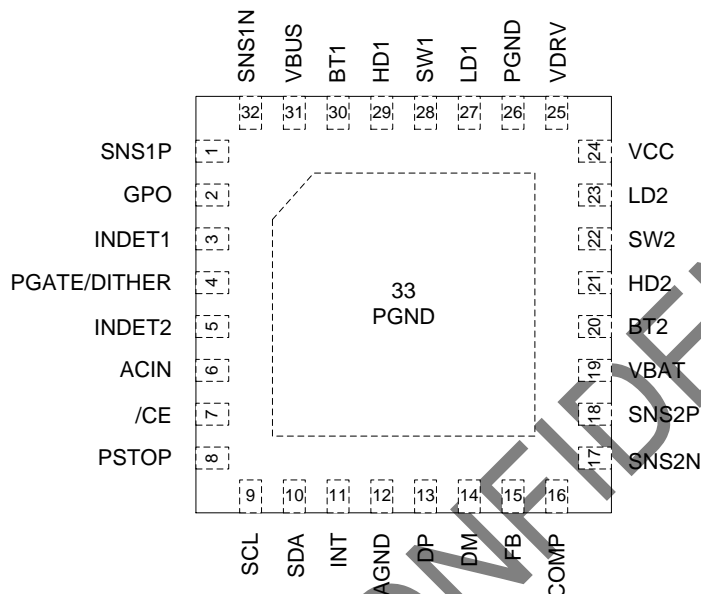 SNS1N
VBUS
BT1
HD1
SW1
LD1
PGND
VDRV
32
31
30
29
28
27
26
25
SNS1P
1
GPO
2
INDET1
3
PGATE/DITHER
4
INDET2
5
ACIN
6
/CE
7
PSTOP
8
33
PGND
24
VCC
23
LD2
22
SW2
21
HD2
20
BT2
19
VBAT
18
SNS2P
17
SNS2N
9
10
11
12
13
14
15
16
SCL
SDA
INT
AGND
DP
DM
FB
COMP